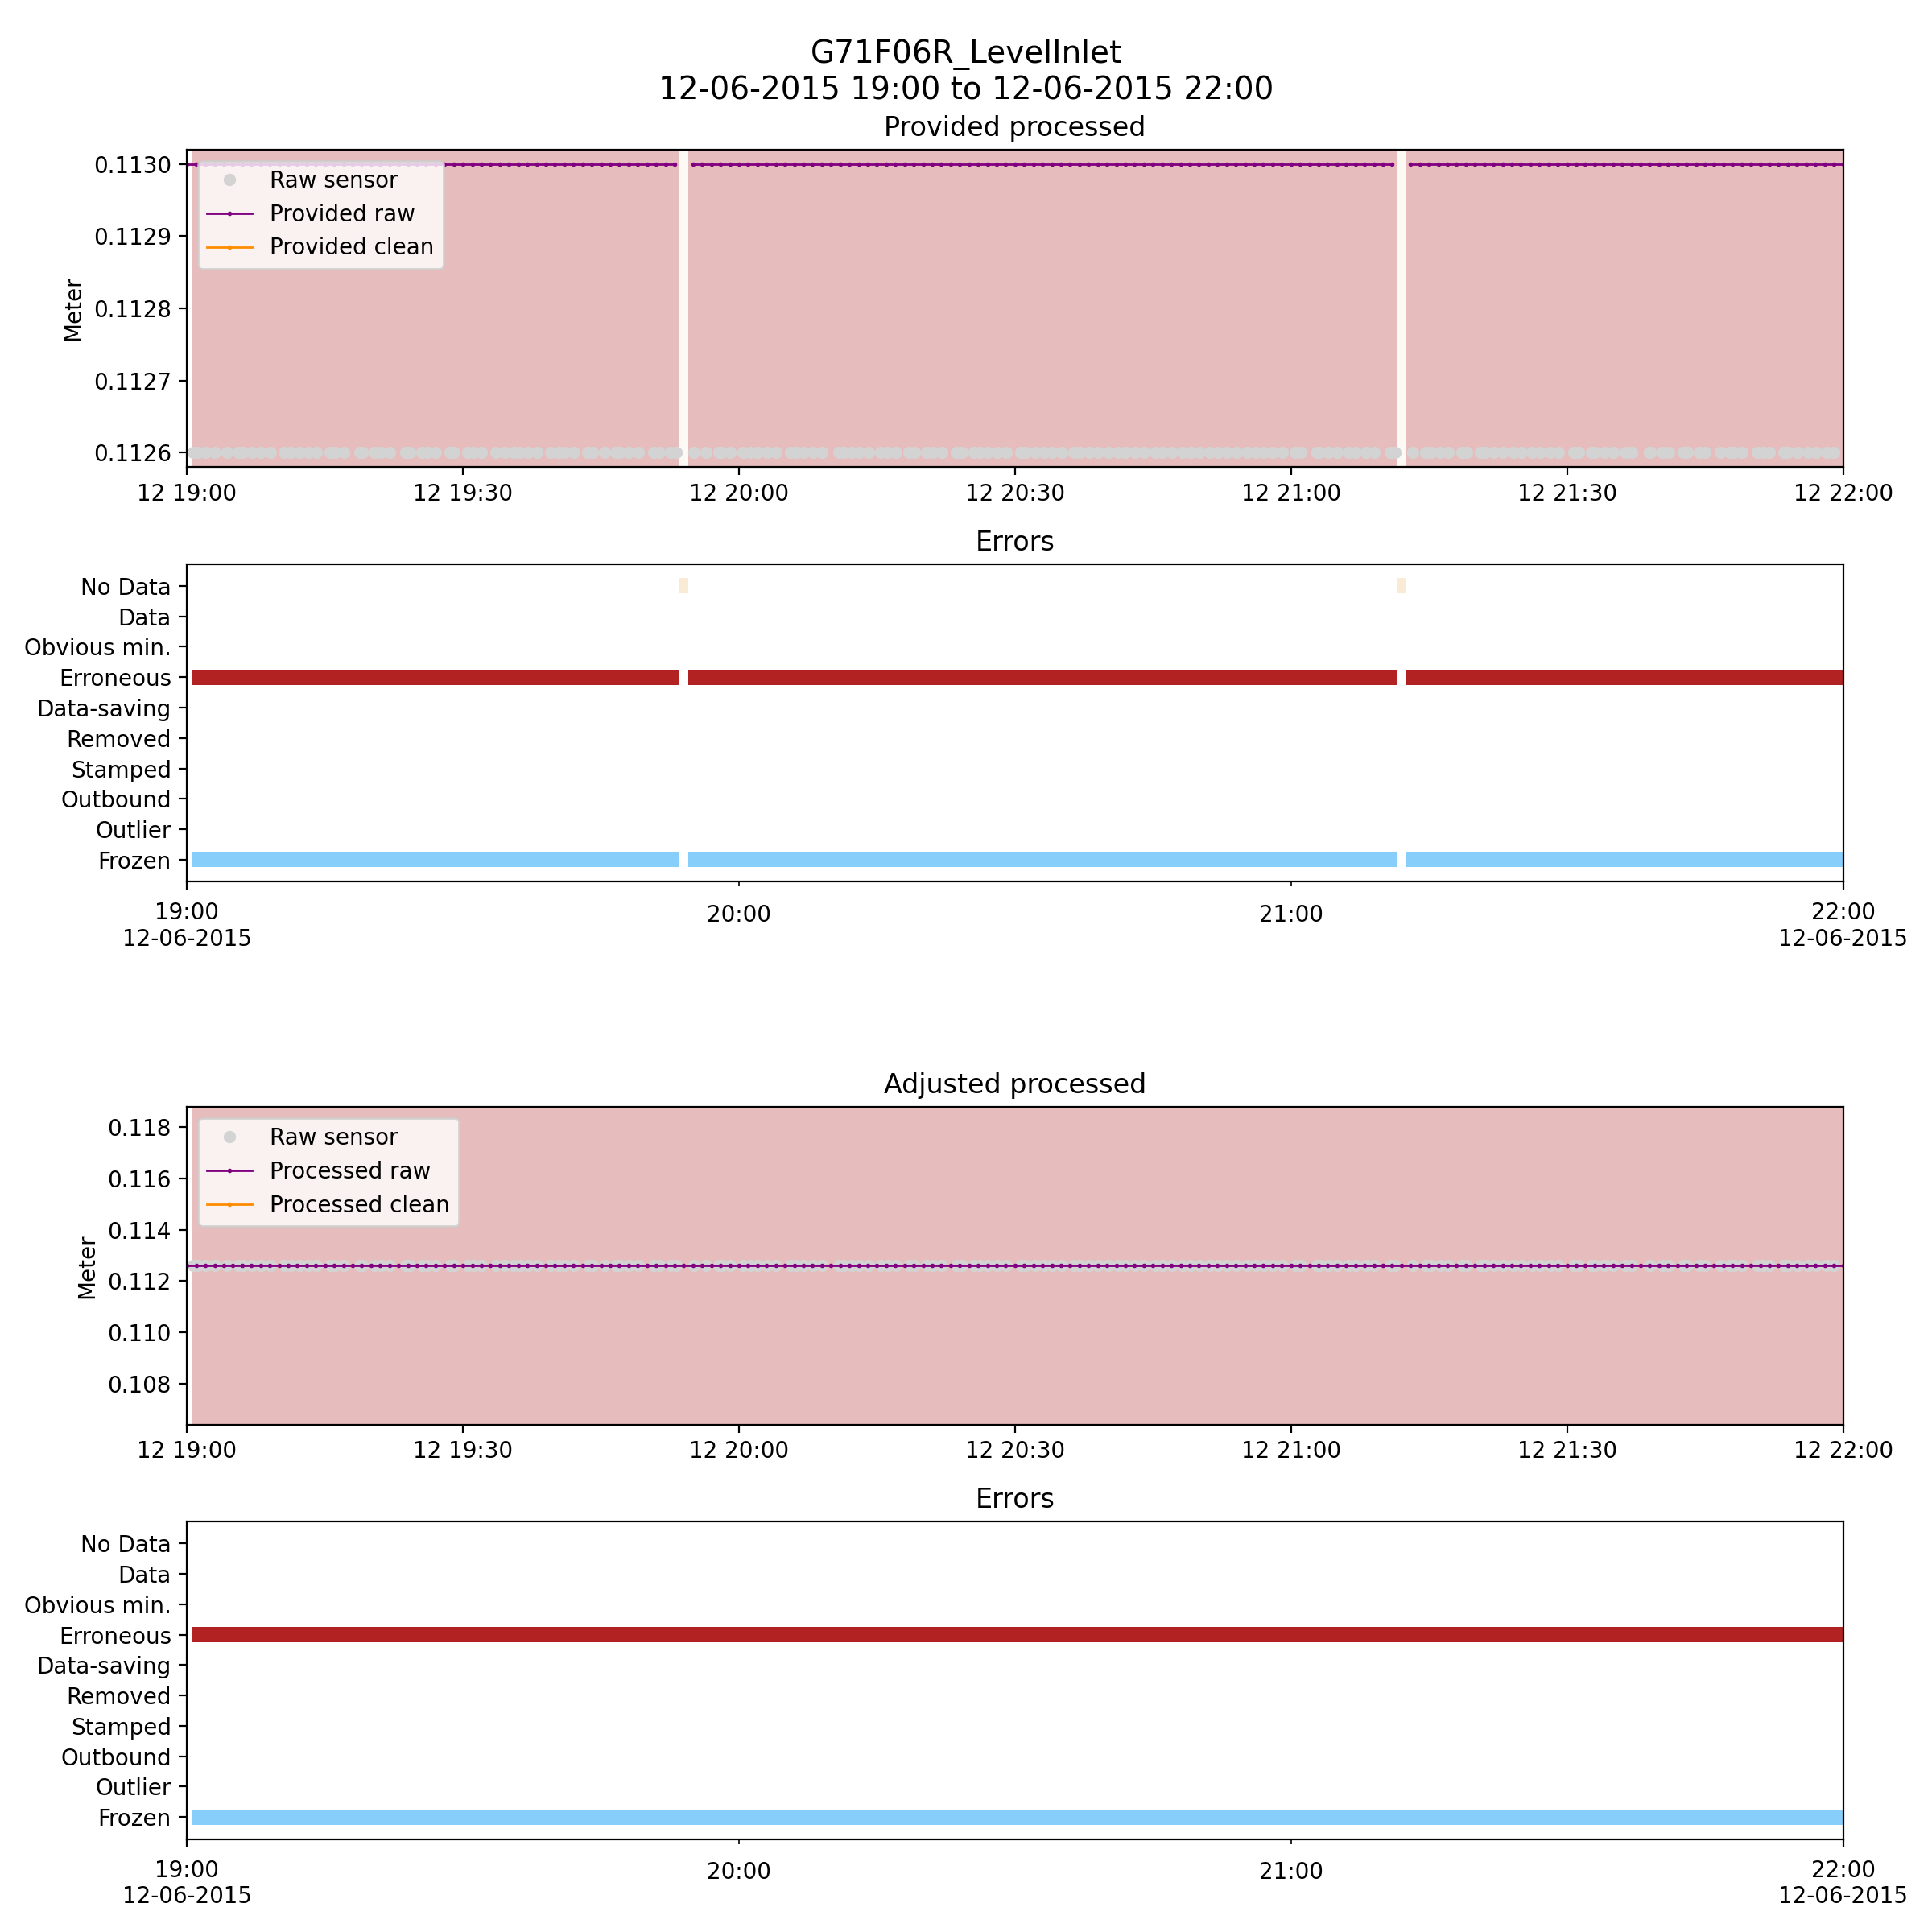 G71F06R_LevelInlet
12-06-2015 19:00 to 12-06-2015 22:00
Provided processed
Meter
0.1130
0.1129
0.1128
0.1127
0.1126
Raw sensor
Provided raw
Provided clean
12 19:00 12 19:30 12 20:00 12 20:30 12 21:00 12 21:30 12 22:00
Errors
No Data
Data
Obvious min.
Erroneous
Data-saving
Removed
Stamped
Outbound
Outlier
Frozen
19:00 20:00 21:00 22:00
12-06-2015 12-06-2015
Adjusted processed
Meter
0.118
0.116
0.114
0.112
0.110
0.108
Raw sensor
Processed raw
Processed clean
12 19:00 12 19:30 12 20:00 12 20:30 12 21:00 12 21:30 12 22:00
Errors
No Data
Data
Obvious min.
Erroneous
Data-saving
Removed
Stamped
Outbound
Outlier
Frozen
19:00 20:00 21:00 22:00
12-06-2015 12-06-2015